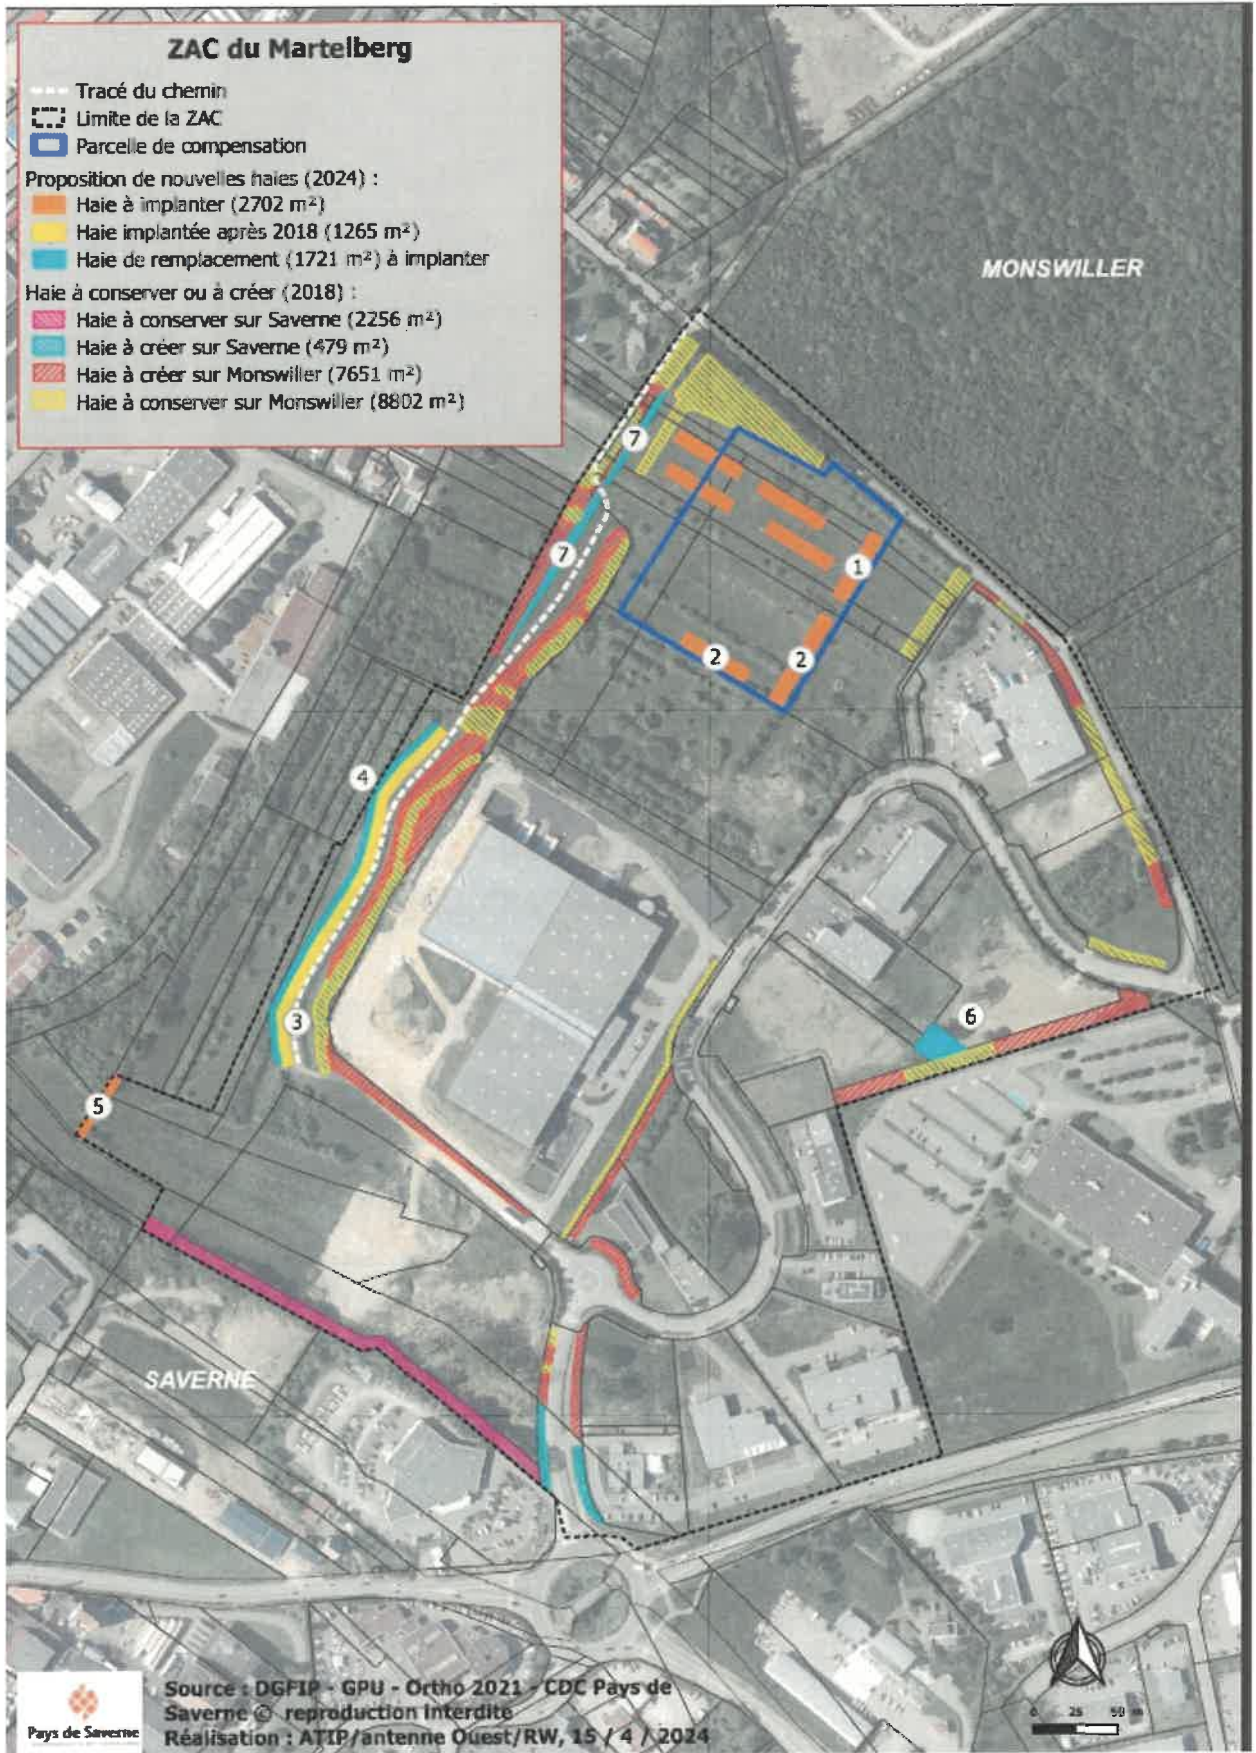 ZAC du Martelberg
Tracé du chemin
Limite de la ZAC
Parcelle de compensation
Proposition de nouvelles haies (2024) :
Haie à implanter (2702 m²)
Haie implantée après 2018 (1265 m²)
Haie de remplacement (1721 m²) à implanter
Haie à conserver ou à créer (2018) :
Haie à conserver sur Saverne (2256 m²)
Haie à créer sur Saverne (479 m²)
Haie à créer sur Monswiller (7651 m²)
Haie à conserver sur Monswiller (8802 m²)
MONSWILLER
7
7
1
2
2
4
3
6
5
SAVERNE
Pays de Saverne
Source : DGFIP - GPU - Ortho 2021 - CDC Pays de
Saverne © reproduction interdite
Réalisation : ATIP/antenne Ouest/RW, 15 / 4 / 2024
0 25 50 m